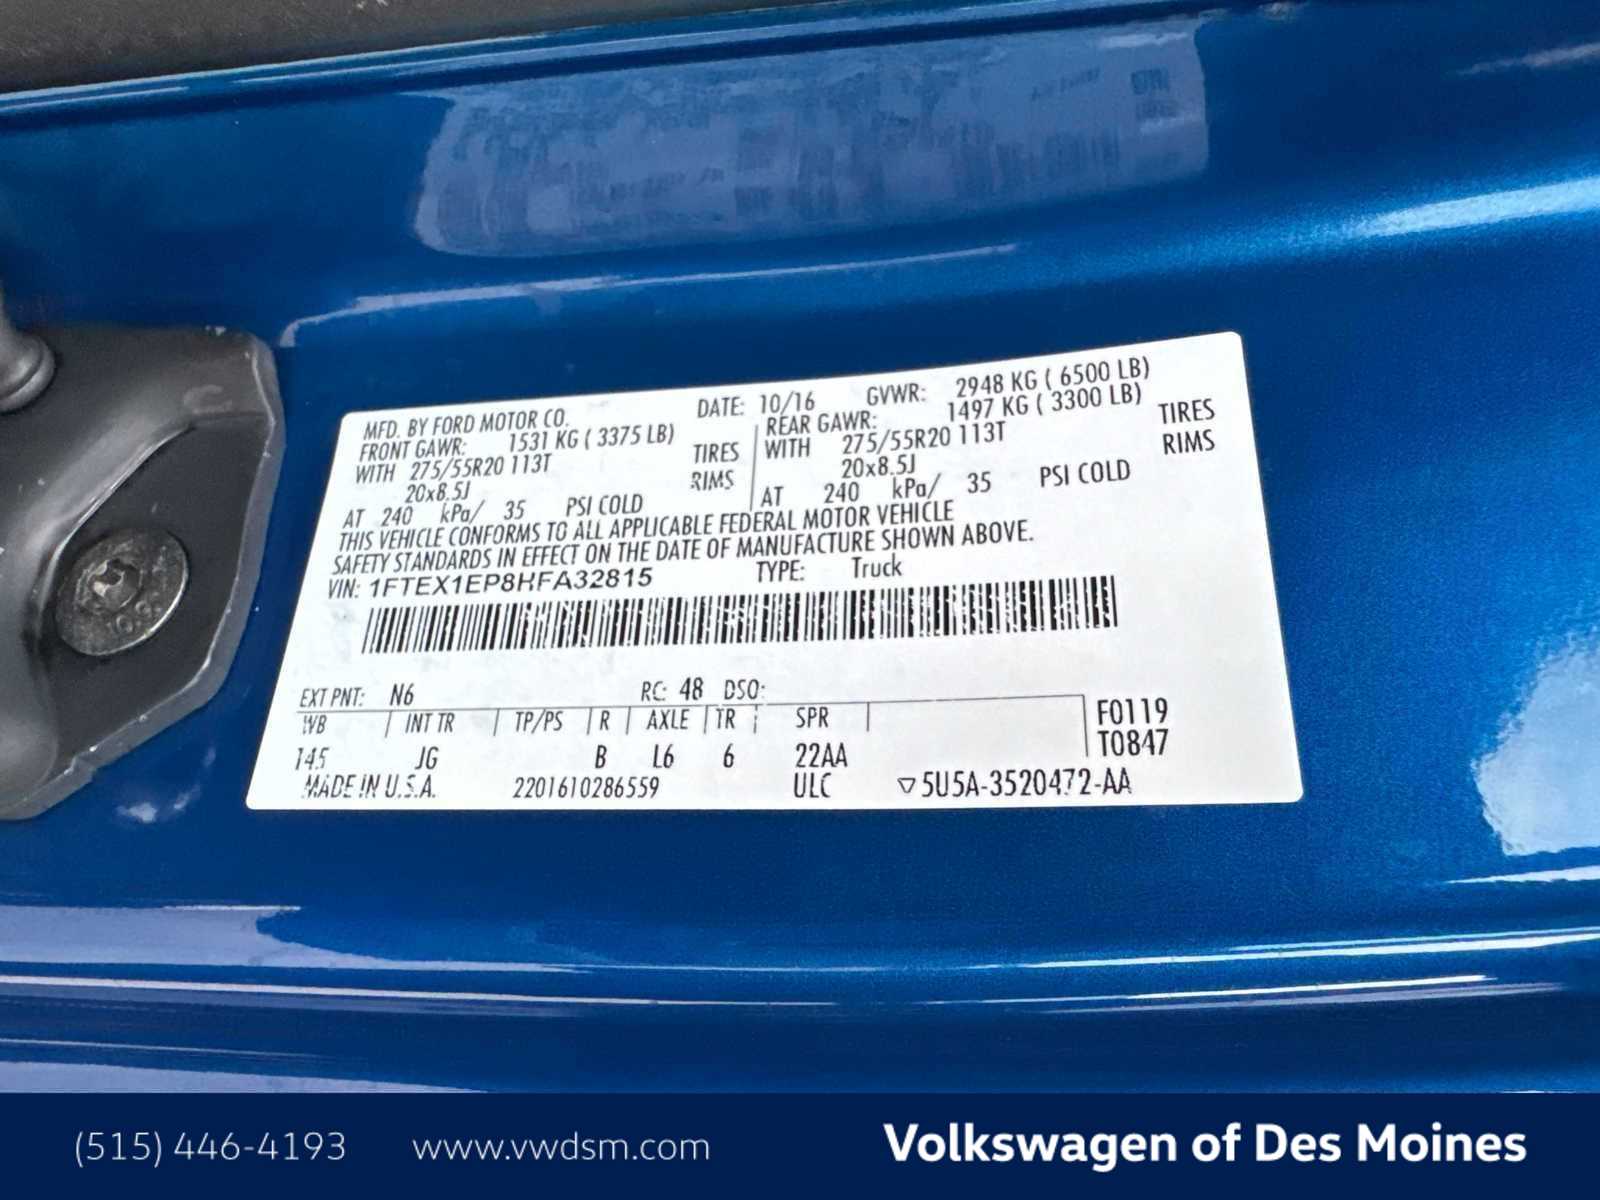 MFD. BY FORD MOTOR CO. DATE: 10/16 GVWR: 2948 KG ( 6500 LB)
FRONT GAWR: 1531 KG ( 3375 LB) REAR GAWR: 1497 KG ( 3300 LB)
WITH 275/55R20 113T TIRES WITH 275/55R20 113T TIRES
20x8.5J RIMS 20x8.5J RIMS
AT 240 kPa/ 35 PSI COLD AT 240 kPa/ 35 PSI COLD
THIS VEHICLE CONFORMS TO ALL APPLICABLE FEDERAL MOTOR VEHICLE
SAFETY STANDARDS IN EFFECT ON THE DATE OF MANUFACTURE SHOWN ABOVE.
VIN: 1FTEX1EP8HFA32815 TYPE: Truck
EXT PNT: N6 RC: 48 DSO:
WB INT TR TP/PS R AXLE TR SPR F0119
145 JG B L6 6 22AA T0847
MADE IN U.S.A. 2201610286559 ULC ▽5U5A-3520472-AA
(515) 446-4193 www.vwdsm.com Volkswagen of Des Moines